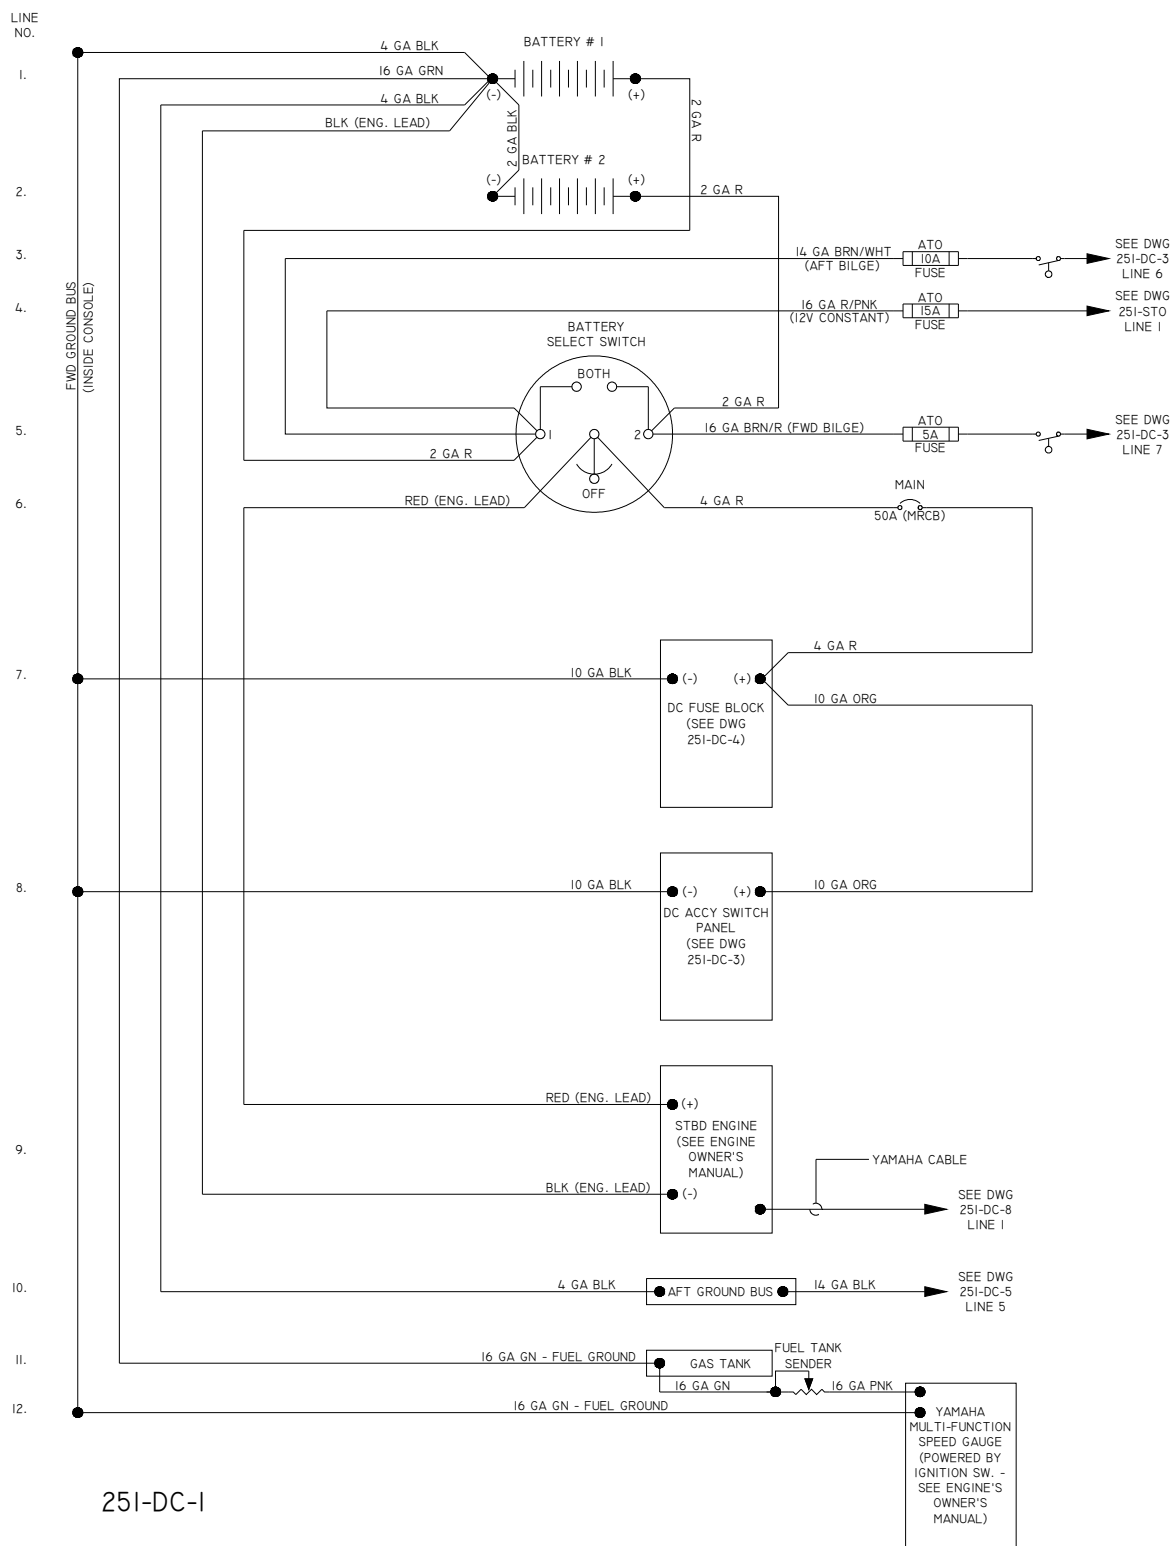 LINE
NO.
4 GA BLK
BATTERY # 1
1.
16 GA GRN
(-)
(+)
4 GA BLK
2 GA R
BLK (ENG. LEAD)
2 GA BLK
BATTERY # 2
2.
(-)
(+)
2 GA R
3.
14 GA BRN/WHT
(AFT BILGE)
ATO
10A
FUSE
SEE DWG
251-DC-3
LINE 6
4.
16 GA R/PNK
(12V CONSTANT)
ATO
15A
FUSE
SEE DWG
251-STO
LINE 1
FWD GROUND BUS
(INSIDE CONSOLE)
BATTERY
SELECT SWITCH
BOTH
2 GA R
5.
1
2
16 GA BRN/R (FWD BILGE)
ATO
5A
FUSE
SEE DWG
251-DC-3
LINE 7
2 GA R
OFF
6.
RED (ENG. LEAD)
4 GA R
MAIN
50A (MRCB)
4 GA R
7.
10 GA BLK
(-)
(+)
10 GA ORG
DC FUSE BLOCK
(SEE DWG
251-DC-4)
8.
10 GA BLK
(-)
(+)
10 GA ORG
DC ACCY SWITCH
PANEL
(SEE DWG
251-DC-3)
RED (ENG. LEAD)
(+)
9.
STBD ENGINE
(SEE ENGINE
OWNER'S
MANUAL)
YAMAHA CABLE
BLK (ENG. LEAD)
(-)
SEE DWG
251-DC-8
LINE 1
10.
4 GA BLK
AFT GROUND BUS
14 GA BLK
SEE DWG
251-DC-5
LINE 5
11.
16 GA GN - FUEL GROUND
GAS TANK
FUEL TANK
SENDER
16 GA GN
16 GA PNK
12.
16 GA GN - FUEL GROUND
YAMAHA
MULTI-FUNCTION
SPEED GAUGE
(POWERED BY
IGNITION SW. -
SEE ENGINE'S
OWNER'S
MANUAL)
251-DC-1